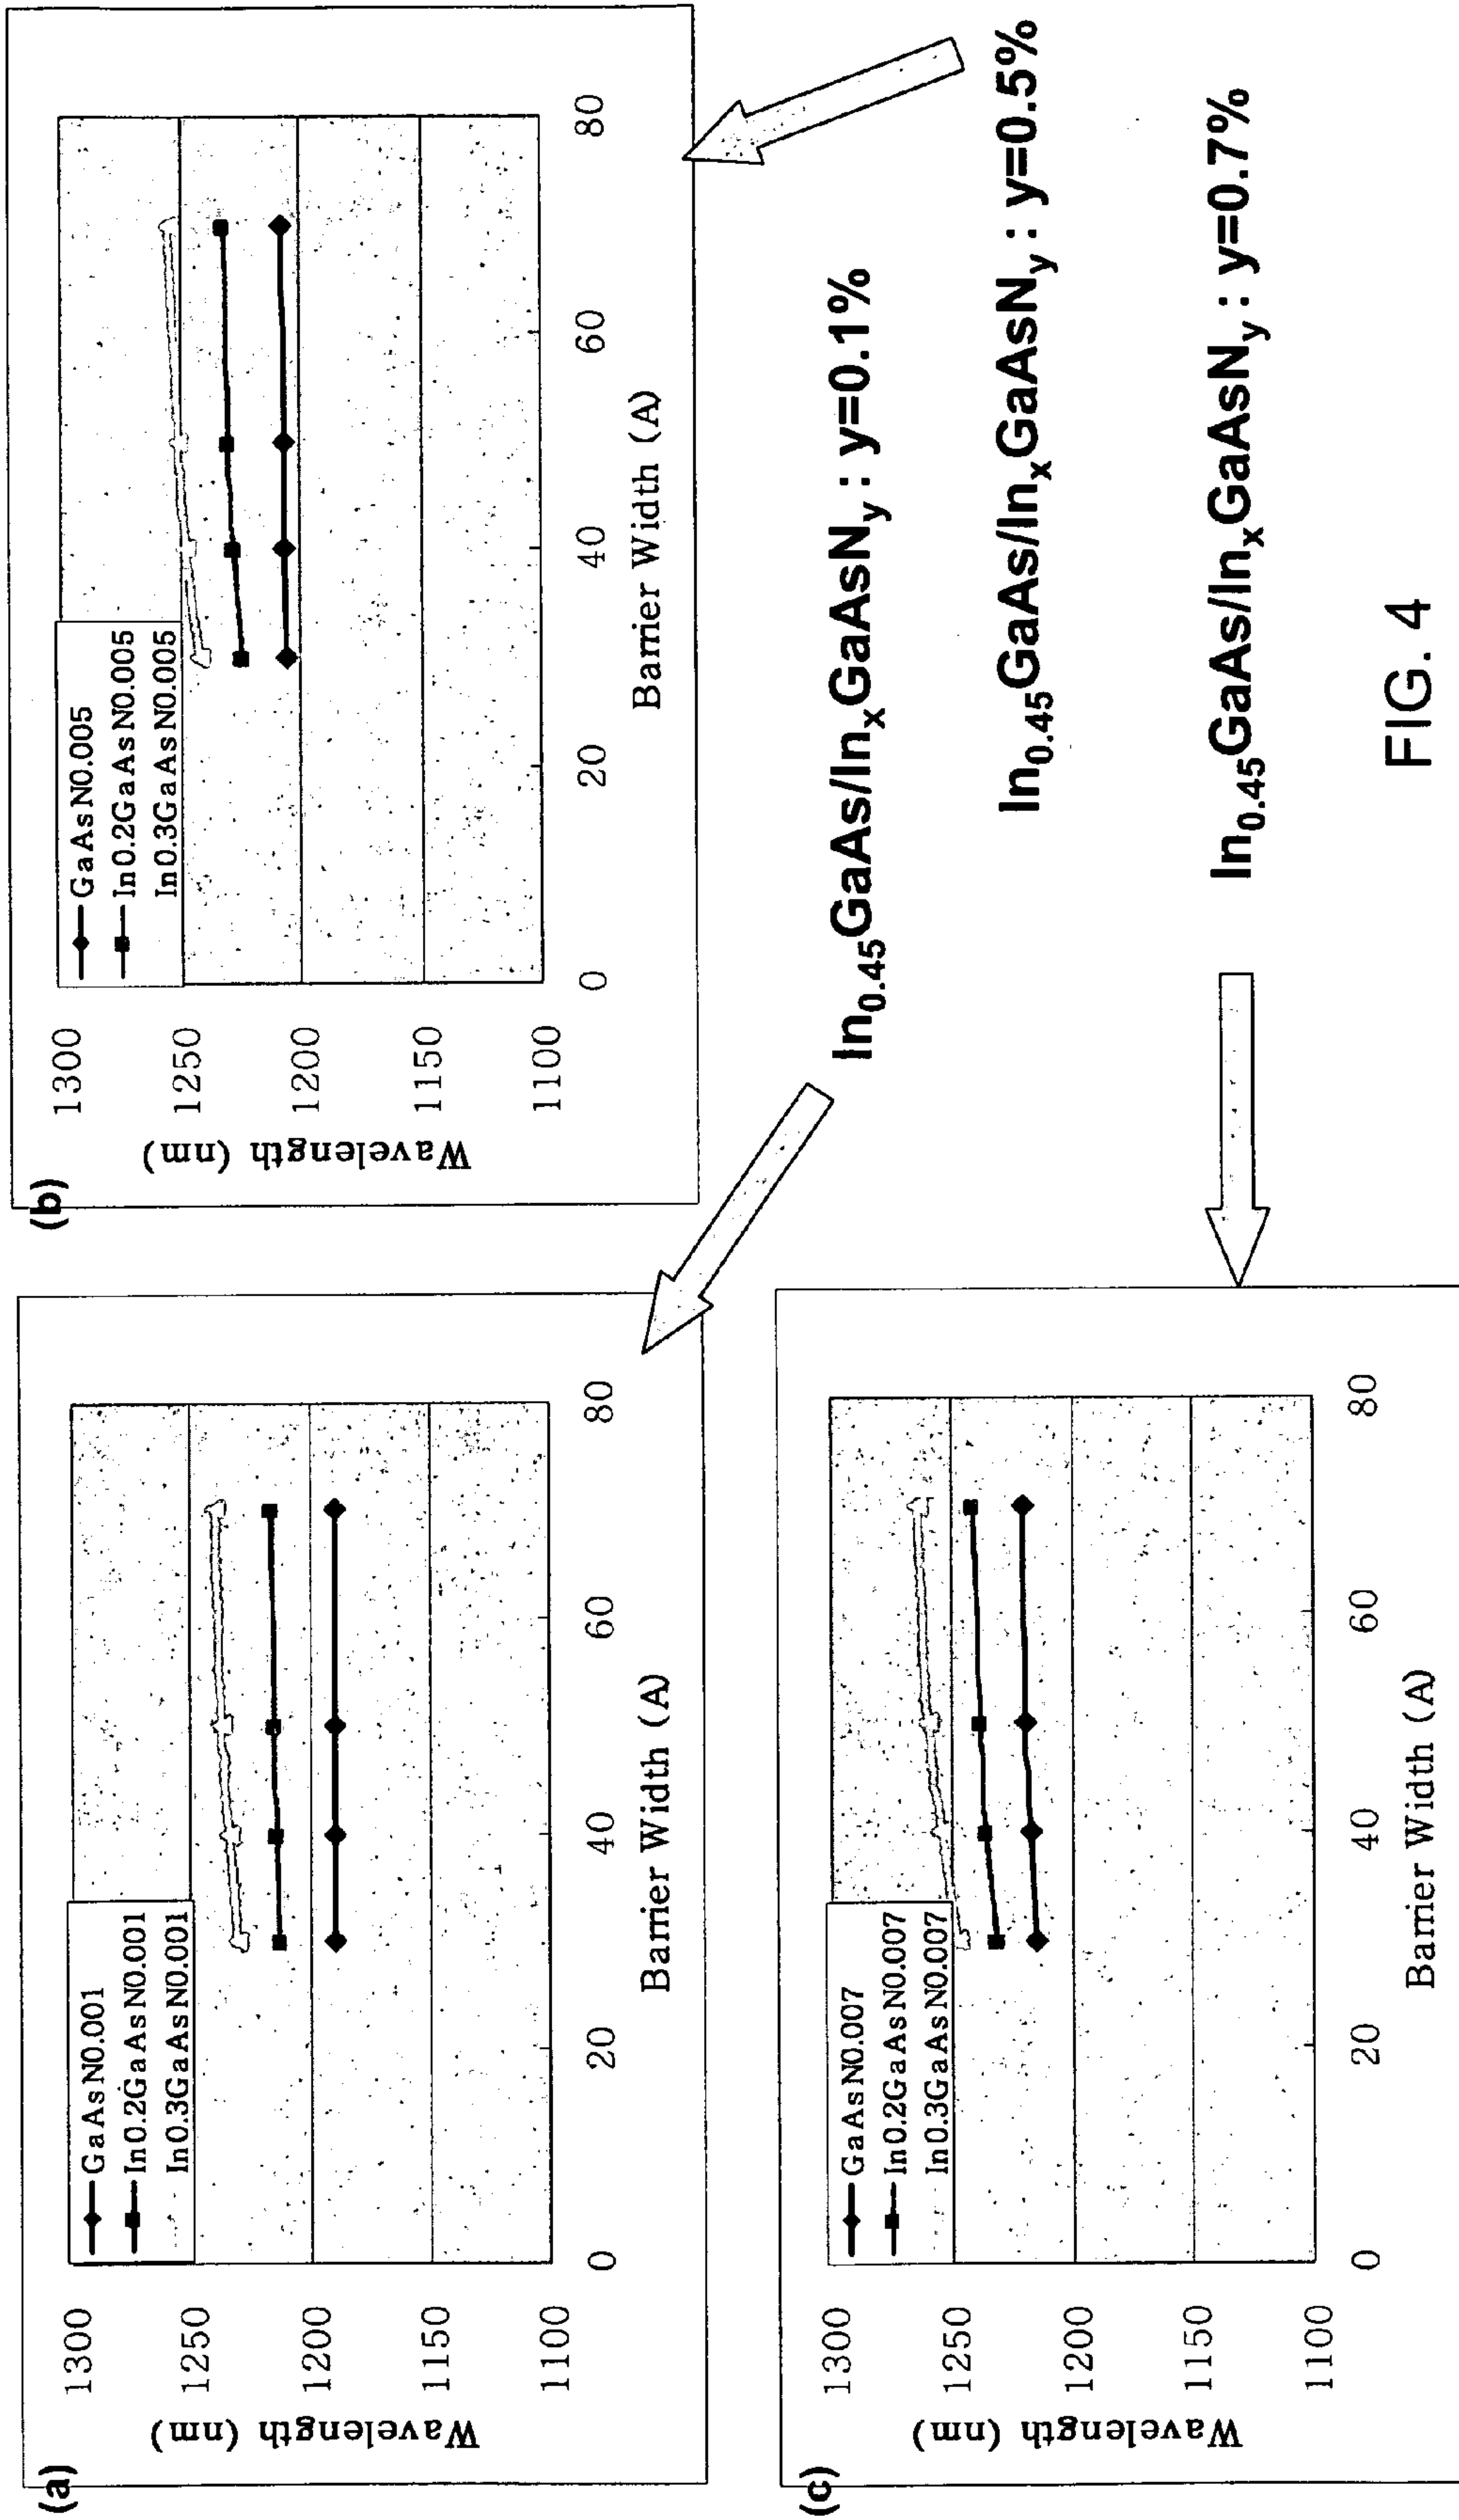 (a)
Wavelength (nm)
1300
1250
1200
1150
1100
GaAsN0.001
In0.2GaAsN0.001
In0.3GaAsN0.001
0 20 40 60 80
Barrier Width (A)
(b)
Wavelength (nm)
1300
1250
1200
1150
1100
GaAsN0.005
In0.2GaAsN0.005
In0.3GaAsN0.005
0 20 40 60 80
Barrier Width (A)
(c)
Wavelength (nm)
1300
1250
1200
1150
1100
GaAsN0.007
In0.2GaAsN0.007
In0.3GaAsN0.007
0 20 40 60 80
Barrier Width (A)
In₀.₄₅GaAs/InₓGaAsNᵧ : y=0.1%
In₀.₄₅GaAs/InₓGaAsNᵧ : y=0.5%
In₀.₄₅GaAs/InₓGaAsNᵧ : y=0.7%
FIG. 4